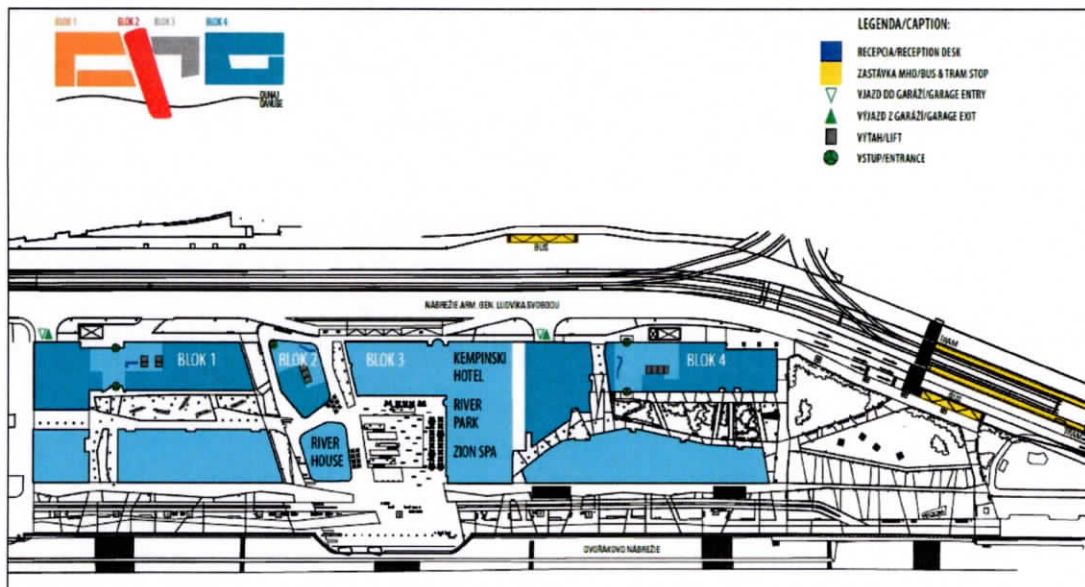 BLOK 1
BLOK 2
BLOK 3
BLOK 4
DUNAJ
DANUBE
LEGENDA/CAPTION:
RECEPCIA/RECEPTION DESK
ZASTÁVKA MHD/BUS & TRAM STOP
VJAZD DO GARÁŽÍ/GARAGE ENTRY
VÝJAZD Z GARÁŽÍ/GARAGE EXIT
VÝŤAH/LIFT
VSTUP/ENTRANCE
BUS
NÁBREŽIE ARM. GEN. LUDVIKA SVOBODU
BLOK 1
BLOK 2
BLOK 3
KEMPINSKI
HOTEL
RIVER
PARK
ZION SPA
BLOK 4
RIVER
HOUSE
TRAM
BUS
TRAM
DVOŘÁKOVO NÁBREŽIE